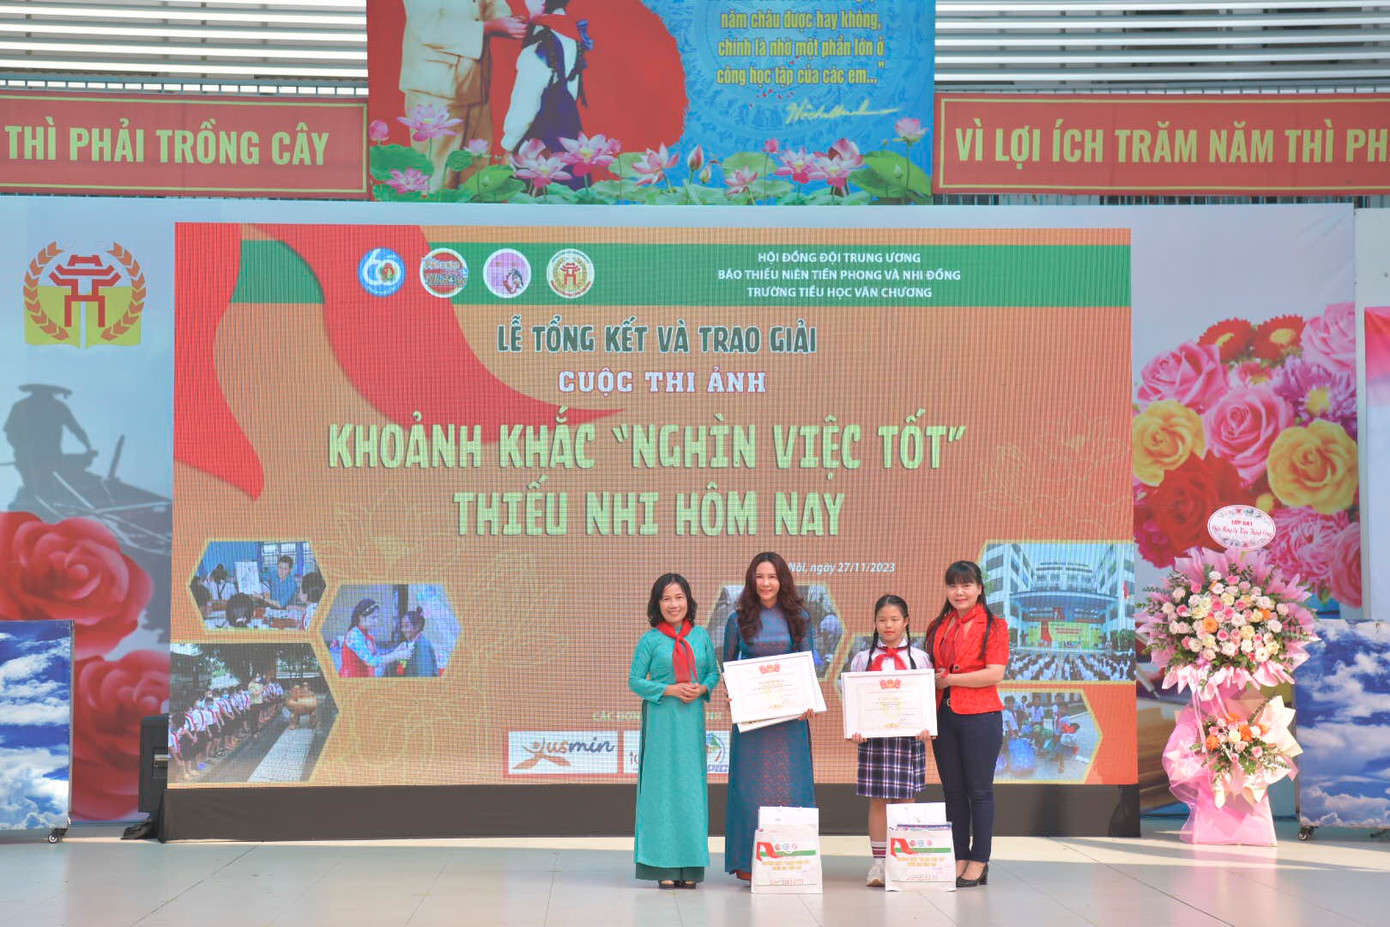 năm châu được hay không,
chính là nhờ một phần lớn ở
công học tập của các em..."
THÌ PHẢI TRỒNG CÂY
VÌ LỢI ÍCH TRĂM NĂM THÌ PH
HỘI ĐỒNG ĐỘI TRUNG ƯƠNG
BÁO THIẾU NIÊN TIỀN PHONG VÀ NHI ĐỒNG
TRƯỜNG TIỂU HỌC VĂN CHƯƠNG
LỄ TỔNG KẾT VÀ TRAO GIẢI
CUỘC THI ẢNH
KHOẢNH KHẮC “NGHÌN VIỆC TỐT”
THIẾU NHI HÔM NAY
Nội, ngày 27/11/2023
CÁC ĐƠN
Jusmin